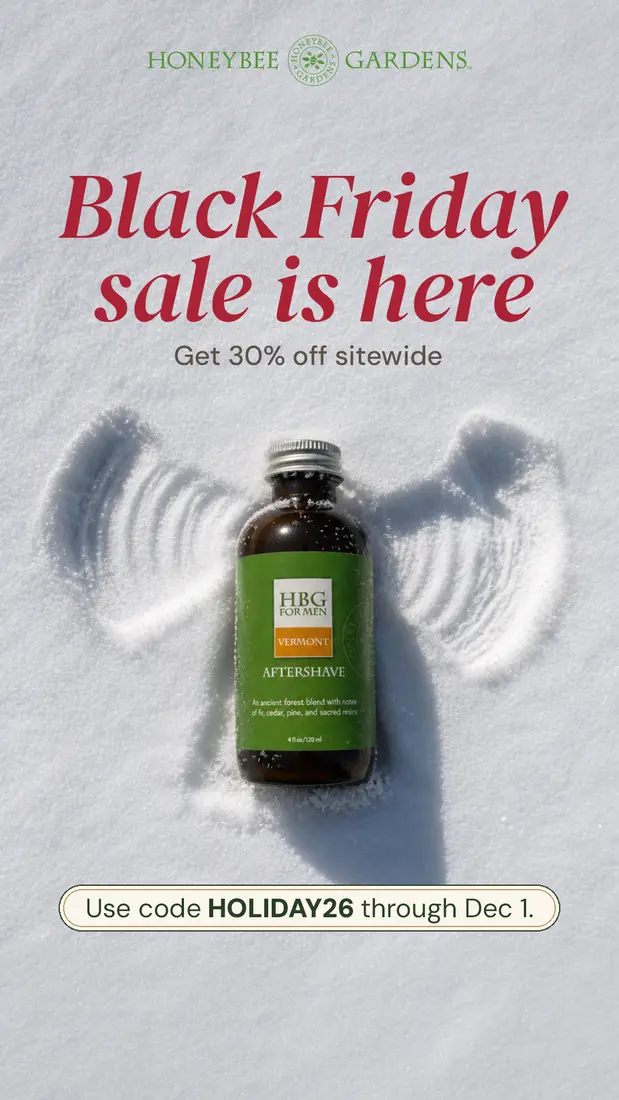 HONEYBEE GARDENS
HONEYBEE GARDENS
Black Friday
sale is here
Get 30% off sitewide
HBG
FOR MEN
VERMONT
AFTERSHAVE
An ancient forest blend with notes
of fir, cedar, pine, and sacred resins
4 fl oz/120 ml
Use code HOLIDAY26 through Dec 1.